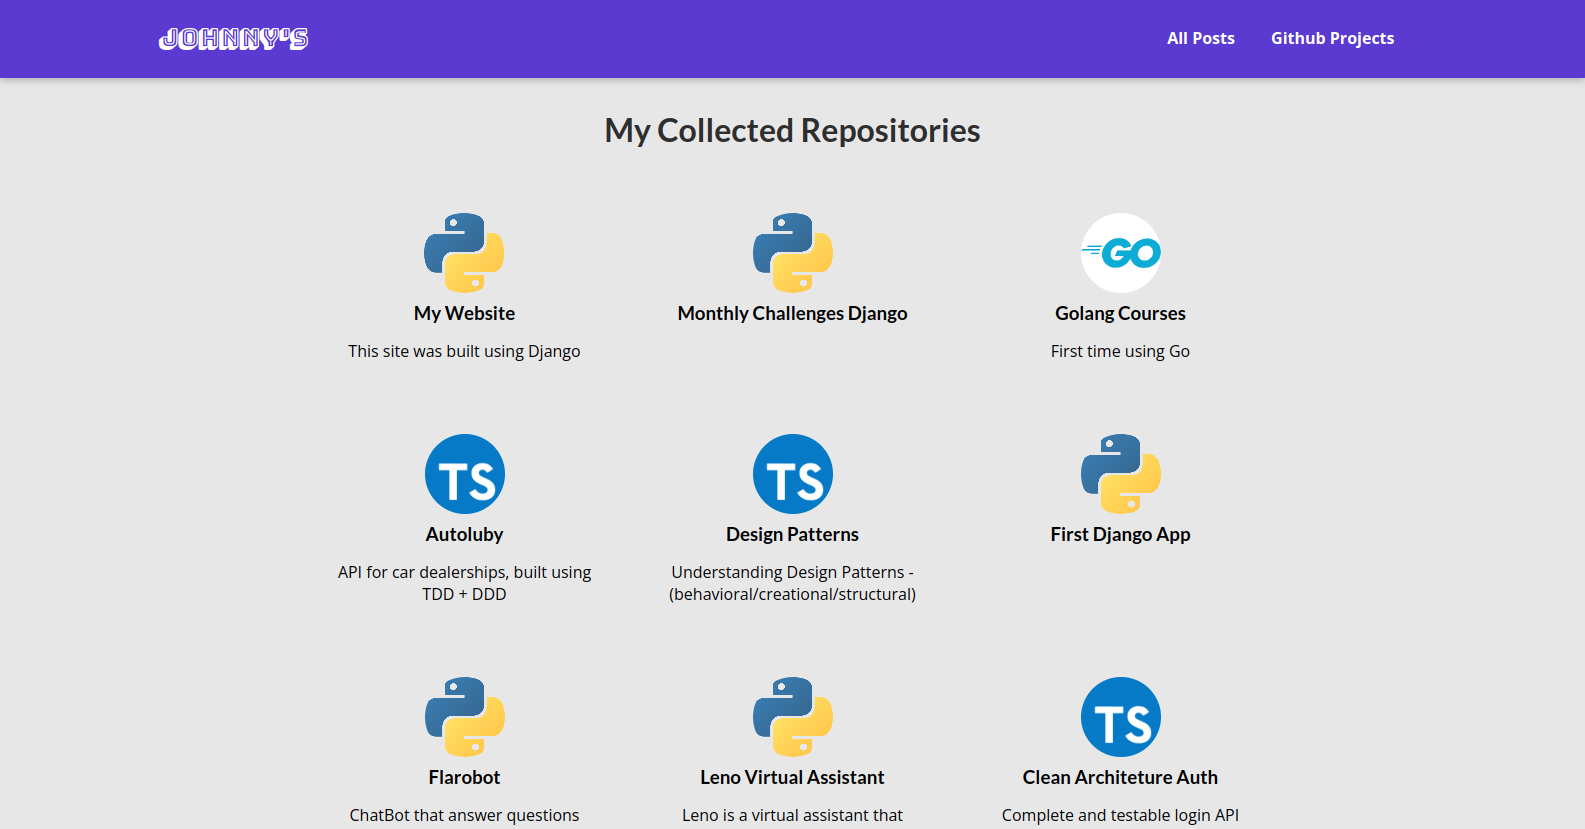 JOHNNY'S
All Posts
Github Projects
My Collected Repositories
My Website
This site was built using Django
Monthly Challenges Django
GO
Golang Courses
First time using Go
TS
Autoluby
API for car dealerships, built using
TDD + DDD
TS
Design Patterns
Understanding Design Patterns -
(behavioral/creational/structural)
First Django App
Flarobot
ChatBot that answer questions
Leno Virtual Assistant
Leno is a virtual assistant that
TS
Clean Architeture Auth
Complete and testable login API